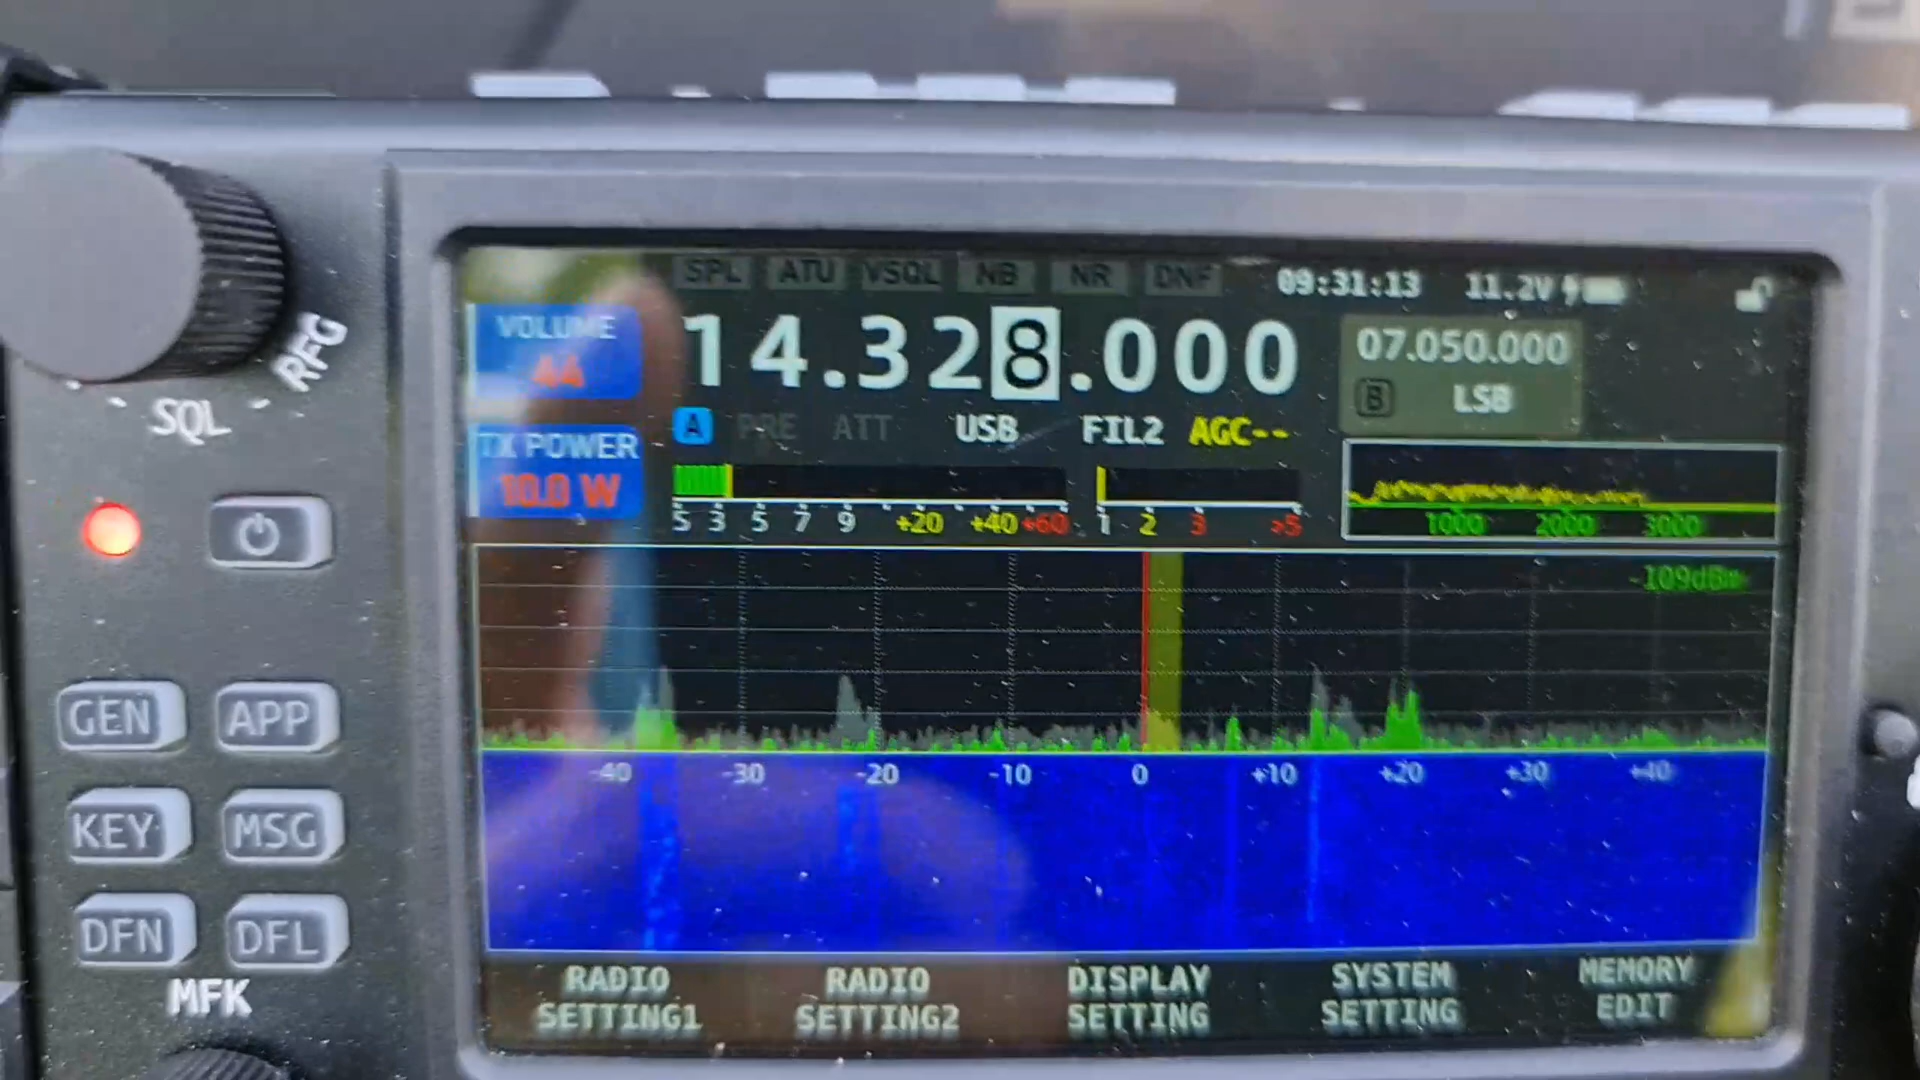 SPL ATU VSQL NB NR DNF 09:31:13 11.2V
VOLUME
44
14.328.000
07.050.000
B LSB
A PRE ATT USB FIL2 AGC--
TX POWER
10.0 W
S 3 5 7 9 +20 +40 +60
1 2 3 >5
1000 2000 3000
-109dBm
-40 -30 -20 -10 0 +10 +20 +30 +40
RADIO SETTING1
RADIO SETTING2
DISPLAY SETTING
SYSTEM SETTING
MEMORY EDIT
RFG
SQL
GEN APP
KEY MSG
DFN DFL
MFK